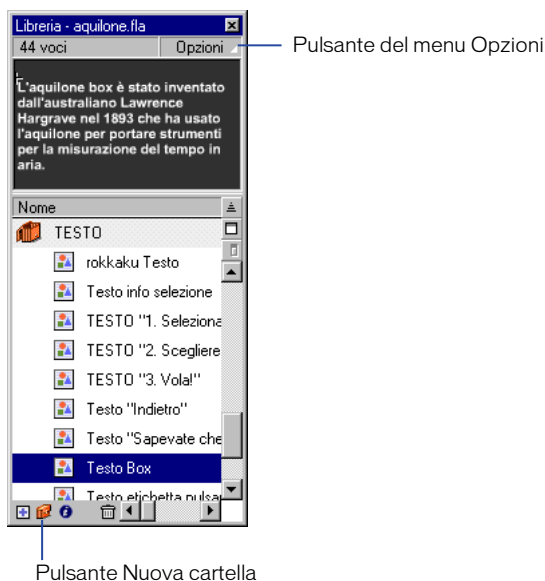 Libreria - aquilone.fla
44 voci Opzioni
Pulsante del menu Opzioni
L'aquilone box è stato inventato
dall'australiano Lawrence
Hargrave nel 1893 che ha usato
l'aquilone per portare strumenti
per la misurazione del tempo in
aria.
Nome
TESTO
rokkaku Testo
Testo info selezione
TESTO "1. Seleziona
TESTO "2. Scegliere
TESTO "3. Vola!"
Testo "Indietro"
Testo "Sapevate che
Testo Box
Testo etichetta pulsa
Pulsante Nuova cartella